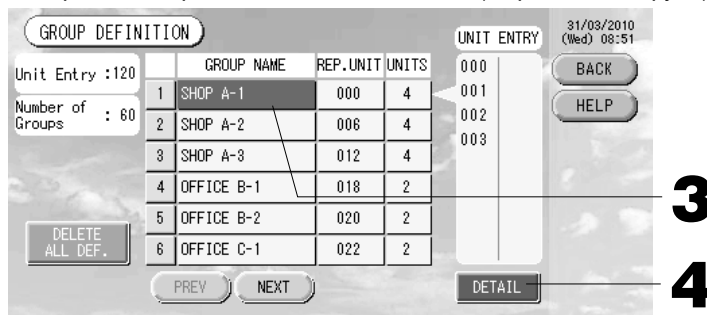 GROUP DEFINITION
UNIT ENTRY
31/03/2010
(Wed) 08:51
Unit Entry :120
Number of
Groups : 60
GROUP NAME REP.UNIT UNITS
1 SHOP A-1 000 4
2 SHOP A-2 006 4
3 SHOP A-3 012 4
4 OFFICE B-1 018 2
5 OFFICE B-2 020 2
6 OFFICE C-1 022 2
000
001
002
003
BACK
HELP
3
DELETE
ALL DEF.
PREV NEXT
DETAIL
4